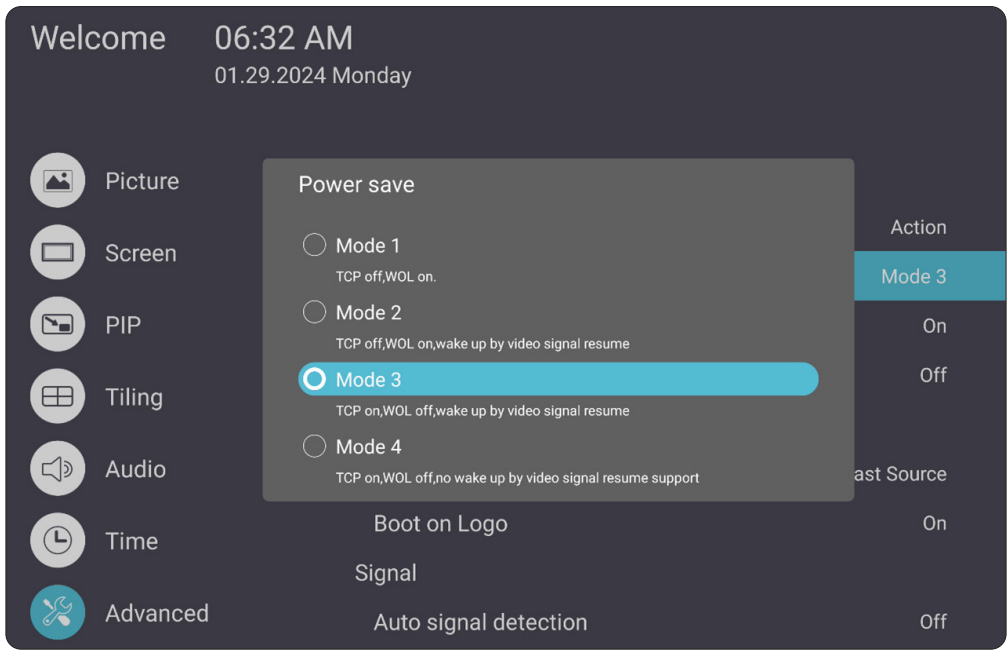 Welcome 06:32 AM
01.29.2024 Monday
Picture
Screen
PIP
Tiling
Audio
Time
Advanced
Power save
Mode 1
TCP off,WOL on.
Mode 2
TCP off,WOL on,wake up by video signal resume
Mode 3
TCP on,WOL off,wake up by video signal resume
Mode 4
TCP on,WOL off,no wake up by video signal resume support
Action
Mode 3
On
Off
ast Source
Boot on Logo On
Signal
Auto signal detection Off